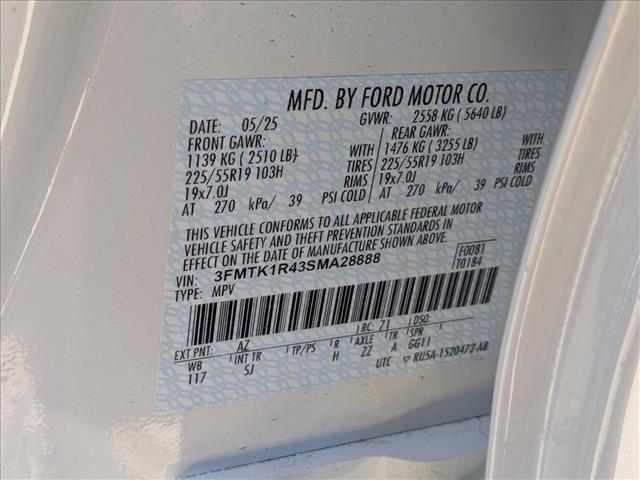 MFD. BY FORD MOTOR CO.
DATE: 05/25 GVWR: 2558 KG ( 5640 LB)
FRONT GAWR: REAR GAWR:
1139 KG ( 2510 LB) WITH 1476 KG ( 3255 LB) WITH
225/55R19 103H TIRES 225/55R19 103H TIRES
19x7.0J RIMS 19x7.0J RIMS
AT 270 kPa/ 39 PSI COLD AT 270 kPa/ 39 PSI COLD
THIS VEHICLE CONFORMS TO ALL APPLICABLE FEDERAL MOTOR
VEHICLE SAFETY AND THEFT PREVENTION STANDARDS IN
EFFECT ON THE DATE OF MANUFACTURE SHOWN ABOVE.
VIN: 3FMTK1R43SMA28888 F0081
TYPE: MPV T0184
EXT PNT: AZ RC: 71 DSO:
WB INT TR TP/PS R AXLE TR SPR
117 SJ H ZZ A GG11
UTC ▽ RU5A-1520472-AB